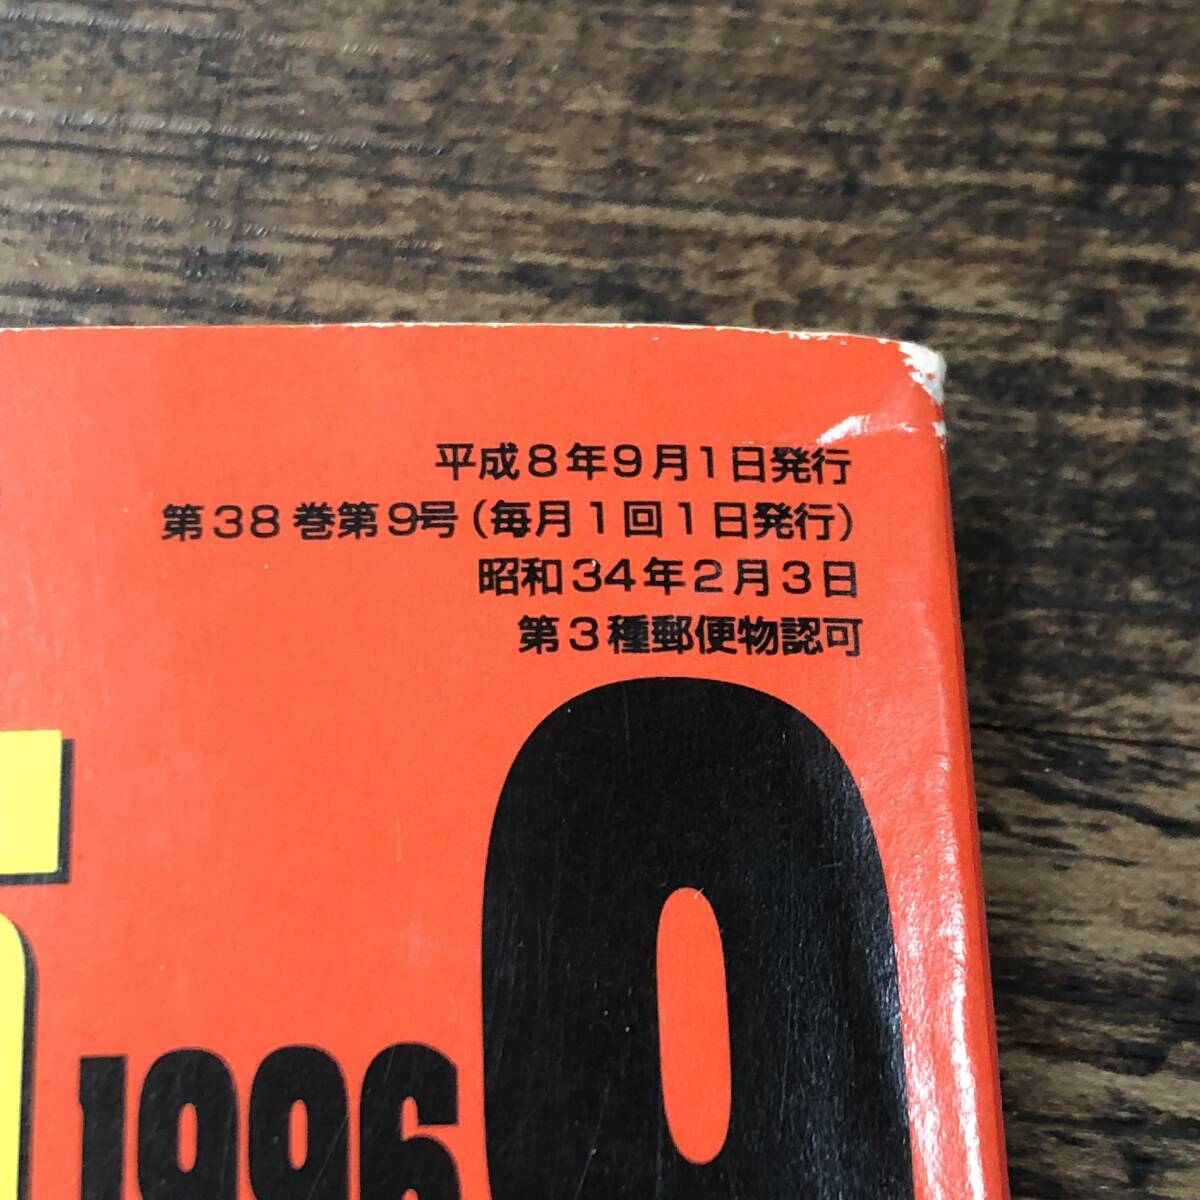 平成8年9月1日発行
第38巻第9号(毎月1回1日発行)
昭和34年2月3日
第3種郵便物認可
1996
9